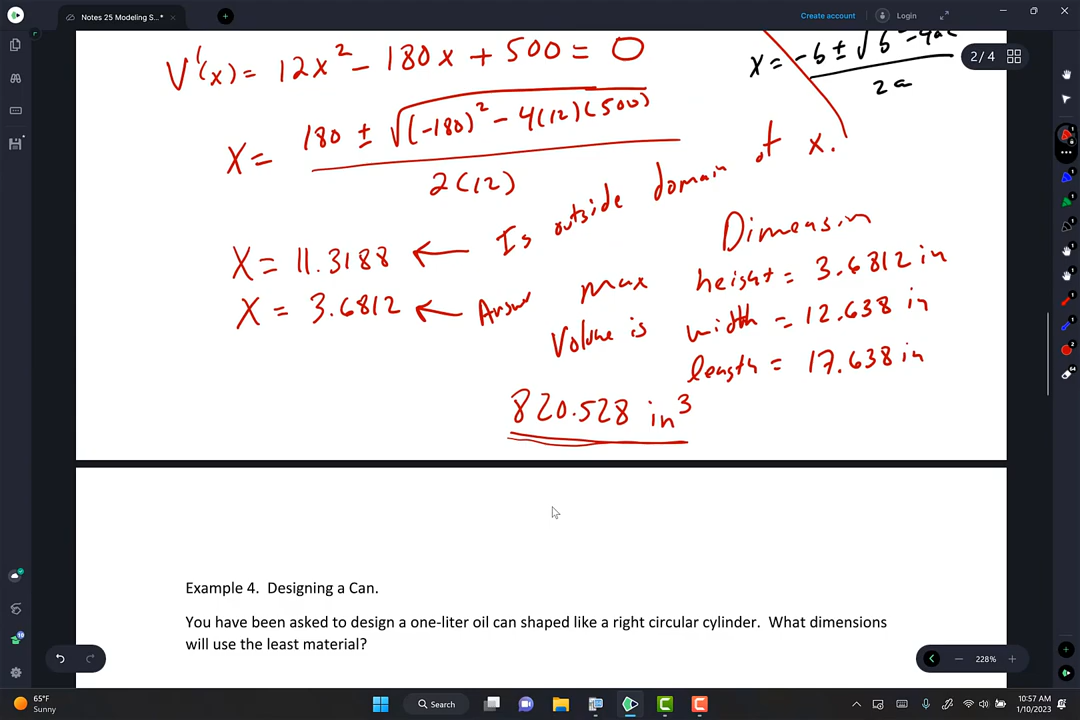 Notes 25 Modeling S...*
Create account
Login
2/4
V'(x) = 12x² - 180x + 500 = 0
x = -b ± √b² - 4ac
2a
X = 180 ± √(-180)² - 4(12)(500)
2(12)
X = 11.3188 ← Is outside domain of x.
X = 3.6812 ← Answer
max
Volume is
820.528 in³
Dimension
height = 3.6812 in
width = 12.638 in
length = 17.638 in
Example 4. Designing a Can.
You have been asked to design a one-liter oil can shaped like a right circular cylinder. What dimensions
will use the least material?
228%
65°F
Sunny
Search
10:57 AM
1/10/2023